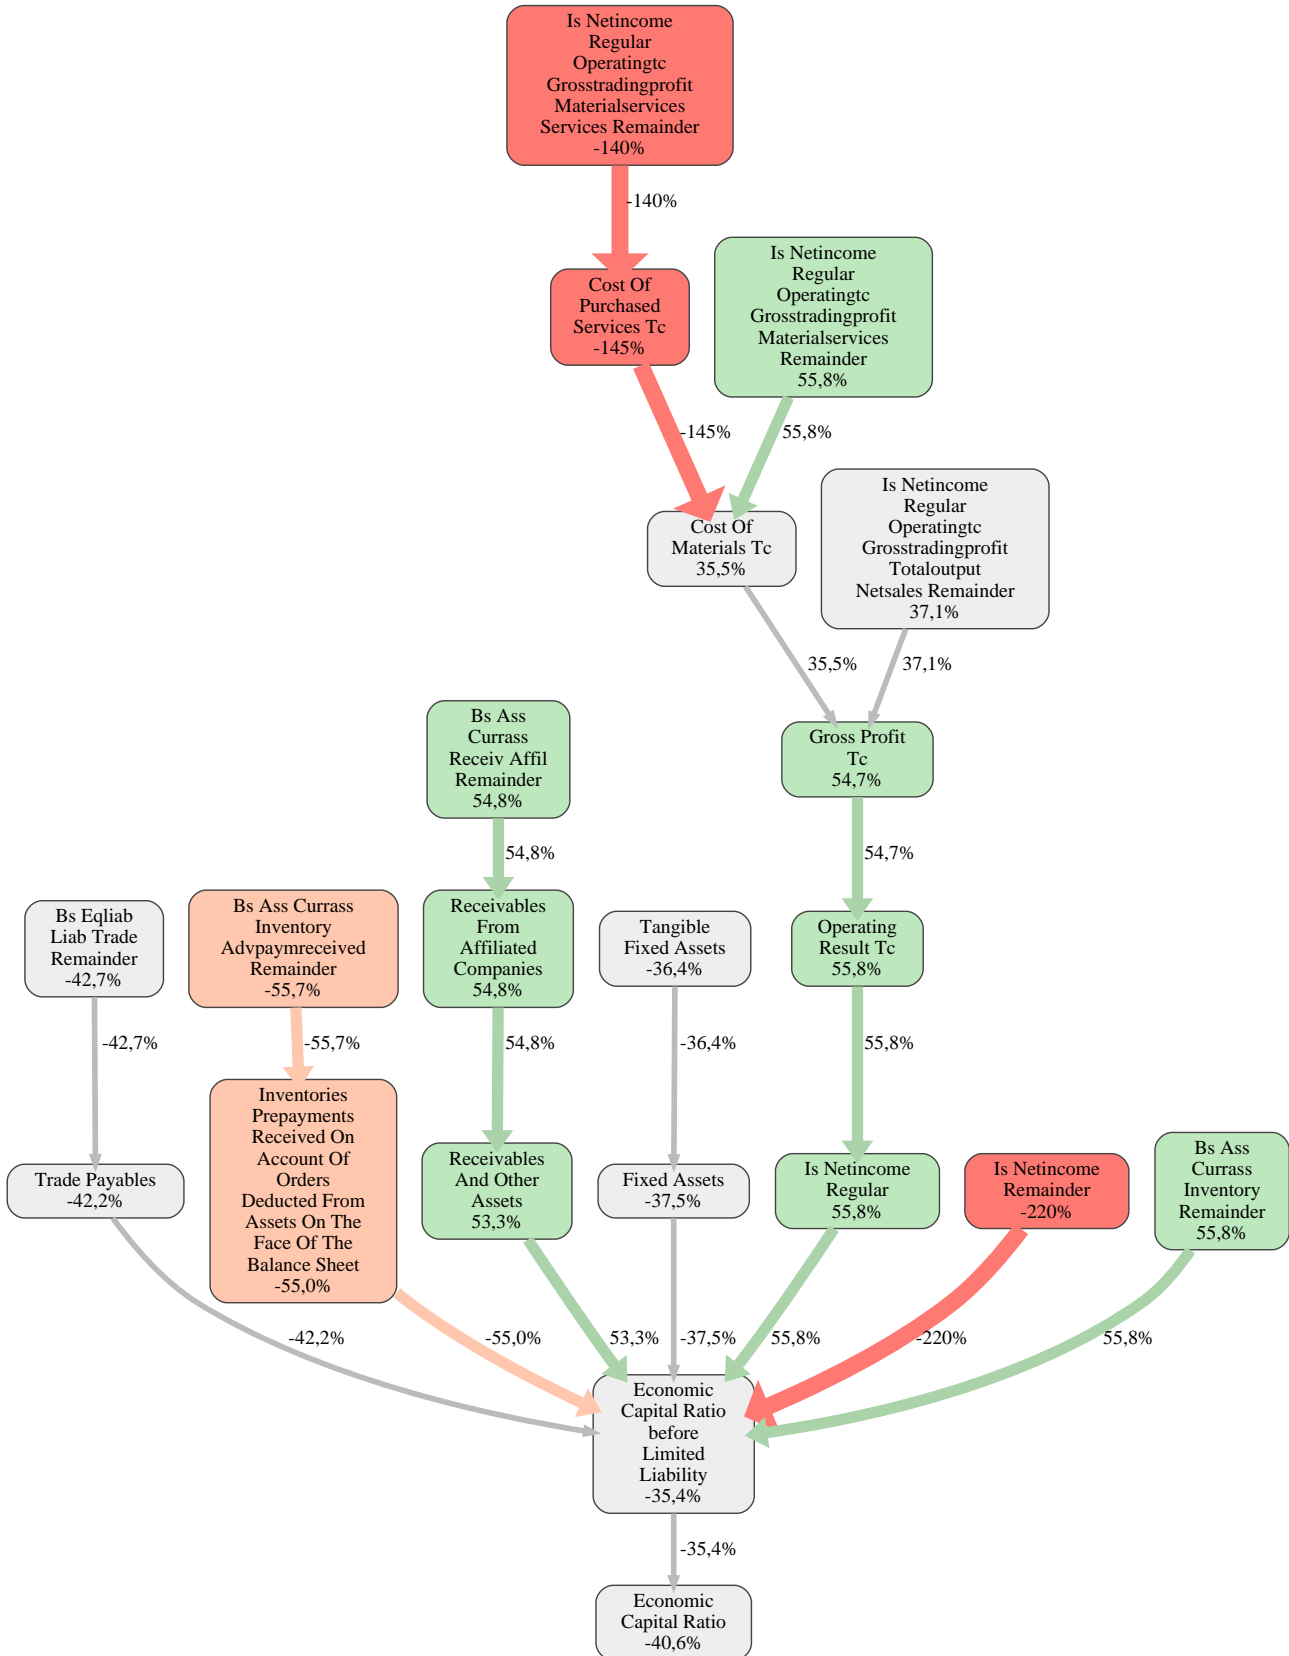 Is Netincome
Regular
Operatingtc
Grosstradingprofit
Materialservices
Services Remainder
-140%
-140%
Cost Of
Purchased
Services Tc
-145%
Is Netincome
Regular
Operatingtc
Grosstradingprofit
Materialservices
Remainder
55,8%
-145%
55,8%
Cost Of
Materials Tc
35,5%
Is Netincome
Regular
Operatingtc
Grosstradingprofit
Totaloutput
Netsales Remainder
37,1%
35,5%
37,1%
Bs Ass
Currass
Receiv Affil
Remainder
54,8%
Gross Profit
Tc
54,7%
54,8%
54,7%
Bs Eqliab
Liab Trade
Remainder
-42,7%
Bs Ass Currass
Inventory
Advpaymreceived
Remainder
-55,7%
Receivables
From
Affiliated
Companies
54,8%
Tangible
Fixed Assets
-36,4%
Operating
Result Tc
55,8%
-42,7%
-55,7%
54,8%
-36,4%
55,8%
Trade Payables
-42,2%
Inventories
Prepayments
Received On
Account Of
Orders
Deducted From
Assets On The
Face Of The
Balance Sheet
-55,0%
Receivables
And Other
Assets
53,3%
Fixed Assets
-37,5%
Is Netincome
Regular
55,8%
Is Netincome
Remainder
-220%
Bs Ass
Currass
Inventory
Remainder
55,8%
-42,2%
-55,0%
53,3%
-37,5%
55,8%
-220%
55,8%
Economic
Capital Ratio
before
Limited
Liability
-35,4%
-35,4%
Economic
Capital Ratio
-40,6%